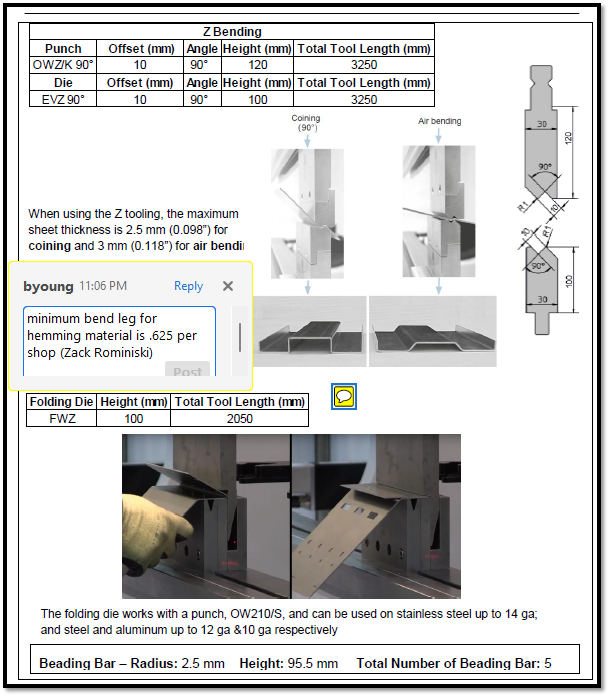 Z Bending
Punch Offset (mm) Angle Height (mm) Total Tool Length (mm)
OWZ/K 90° 10 90° 120 3250
Die Offset (mm) Angle Height (mm) Total Tool Length (mm)
EVZ 90° 10 90° 100 3250
Coining
(90°)
Air bending
30
120
90°
R1
10
10
R1
90°
100
30
When using the Z tooling, the maximum
sheet thickness is 2.5 mm (0.098") for
coining and 3 mm (0.118") for air bendi
byoung 11:06 PM Reply ×
minimum bend leg for
hemming material is .625 per
shop (Zack Rominiski)
Post
Folding Die Height (mm) Total Tool Length (mm)
FWZ 100 2050
The folding die works with a punch, OW210/S, and can be used on stainless steel up to 14 ga;
and steel and aluminum up to 12 ga &10 ga respectively
Beading Bar – Radius: 2.5 mm Height: 95.5 mm Total Number of Beading Bar: 5